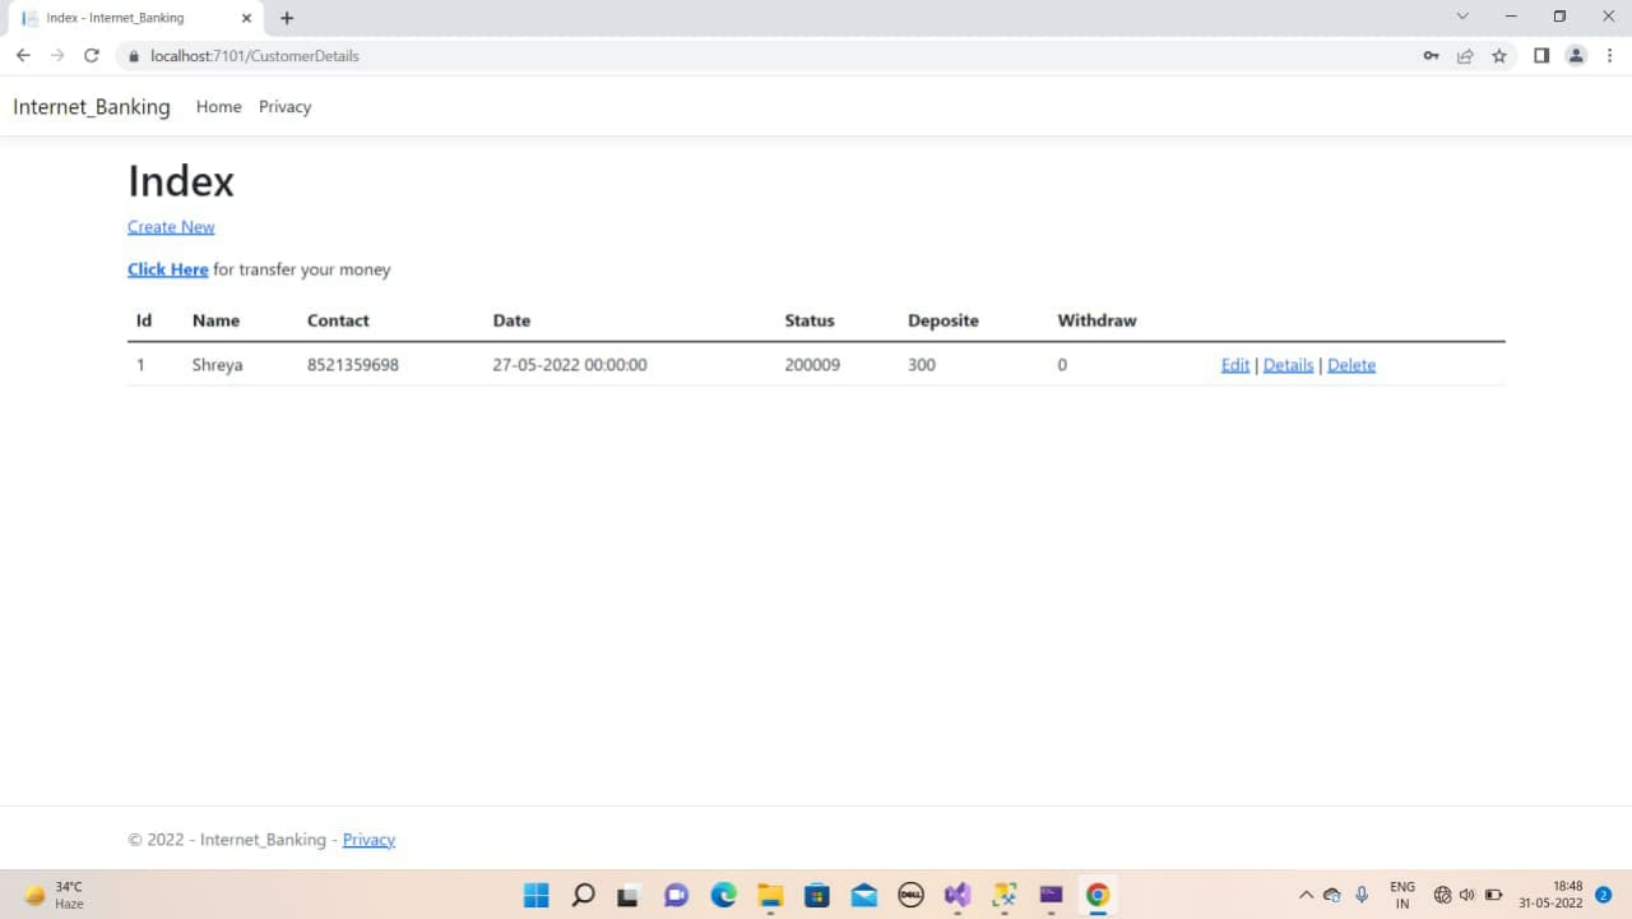 Index - Internet_Banking
localhost:7101/CustomerDetails
Internet_Banking Home Privacy
Index
Create New
Click Here for transfer your money
Id Name Contact Date Status Deposite Withdraw
1 Shreya 8521359698 27-05-2022 00:00:00 200009 300 0 Edit | Details | Delete
© 2022 - Internet_Banking - Privacy
34°C
Haze
DELL
ENG
IN
18:48
31-05-2022
2